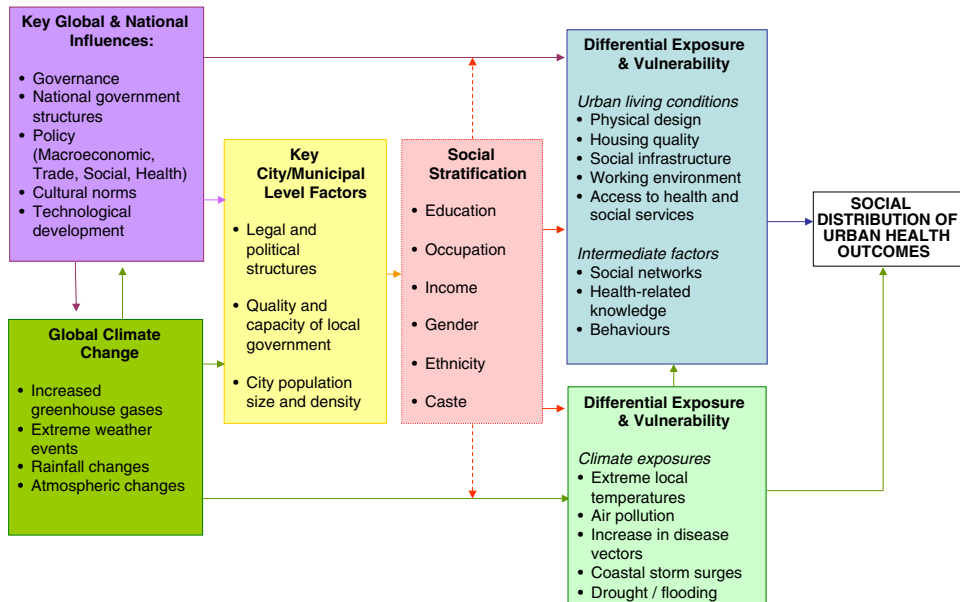 Key Global & National
Influences:
• Governance
• National government
structures
• Policy
(Macroeconomic,
Trade, Social, Health)
• Cultural norms
• Technological
development
Global Climate
Change
• Increased
greenhouse gases
• Extreme weather
events
• Rainfall changes
• Atmospheric changes
Key
City/Municipal
Level Factors
• Legal and
political
structures
• Quality and
capacity of local
government
• City population
size and density
Social
Stratification
• Education
• Occupation
• Income
• Gender
• Ethnicity
• Caste
Differential Exposure
& Vulnerability
Urban living conditions
• Physical design
• Housing quality
• Social infrastructure
• Working environment
• Access to health and
social services
Intermediate factors
• Social networks
• Health-related
knowledge
• Behaviours
Differential Exposure
& Vulnerability
Climate exposures
• Extreme local
temperatures
• Air pollution
• Increase in disease
vectors
• Coastal storm surges
• Drought / flooding
SOCIAL
DISTRIBUTION OF
URBAN HEALTH
OUTCOMES